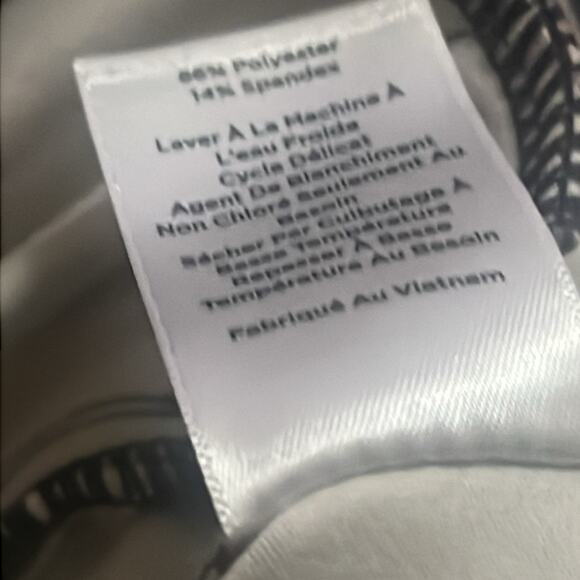 86% Polyester
14% Spandex
Laver À La Machine À
L'eau Froide
Cycle Délicat
Agent De Blanchiment
Non Chloré Seulement Au
Besoin
Sécher Par Culbutage À
Basse Température
Repasser À Basse
Température Au Besoin
Fabriqué Au Vietnam